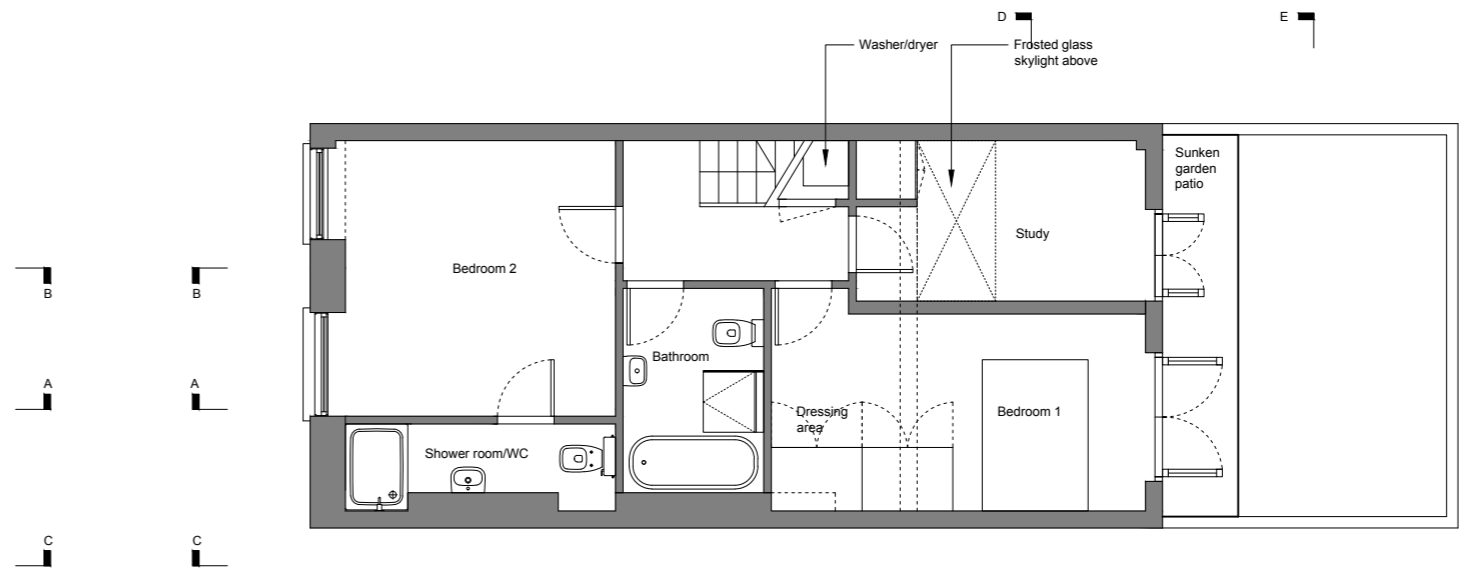 D
E
Washer/dryer
Frosted glass
skylight above
Sunken
garden
patio
Study
Bedroom 2
B
B
Bathroom
A
A
Dressing
area
Bedroom 1
Shower room/WC
C
C